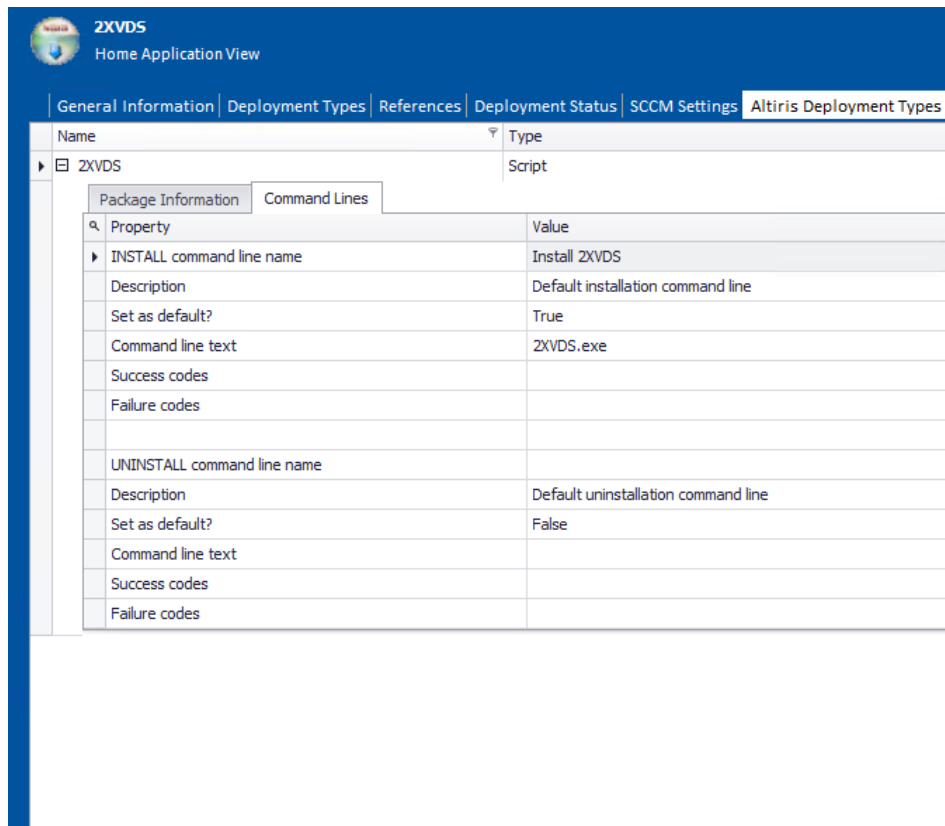 2XVDS
Home Application View
General Information Deployment Types References Deployment Status SCCM Settings Altiris Deployment Types
Name Type
2XVDS Script
Package Information Command Lines
Property Value
INSTALL command line name Install 2XVDS
Description Default installation command line
Set as default? True
Command line text 2XVDS.exe
Success codes
Failure codes
UNINSTALL command line name
Description Default uninstallation command line
Set as default? False
Command line text
Success codes
Failure codes